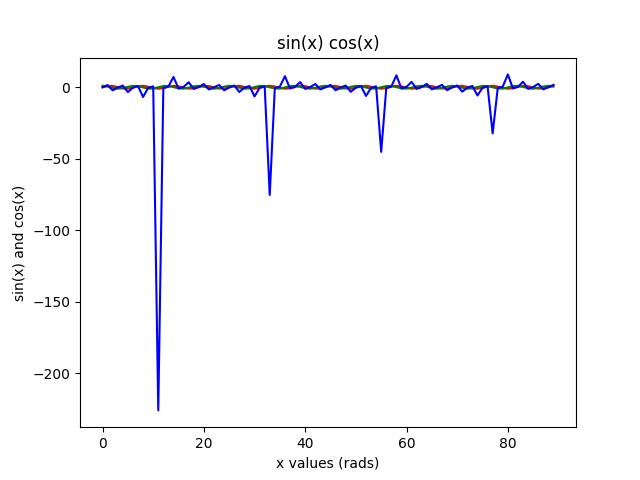 sin(x) cos(x)
0
−50
−100
−150
−200
sin(x) and cos(x)
0 20 40 60 80
x values (rads)